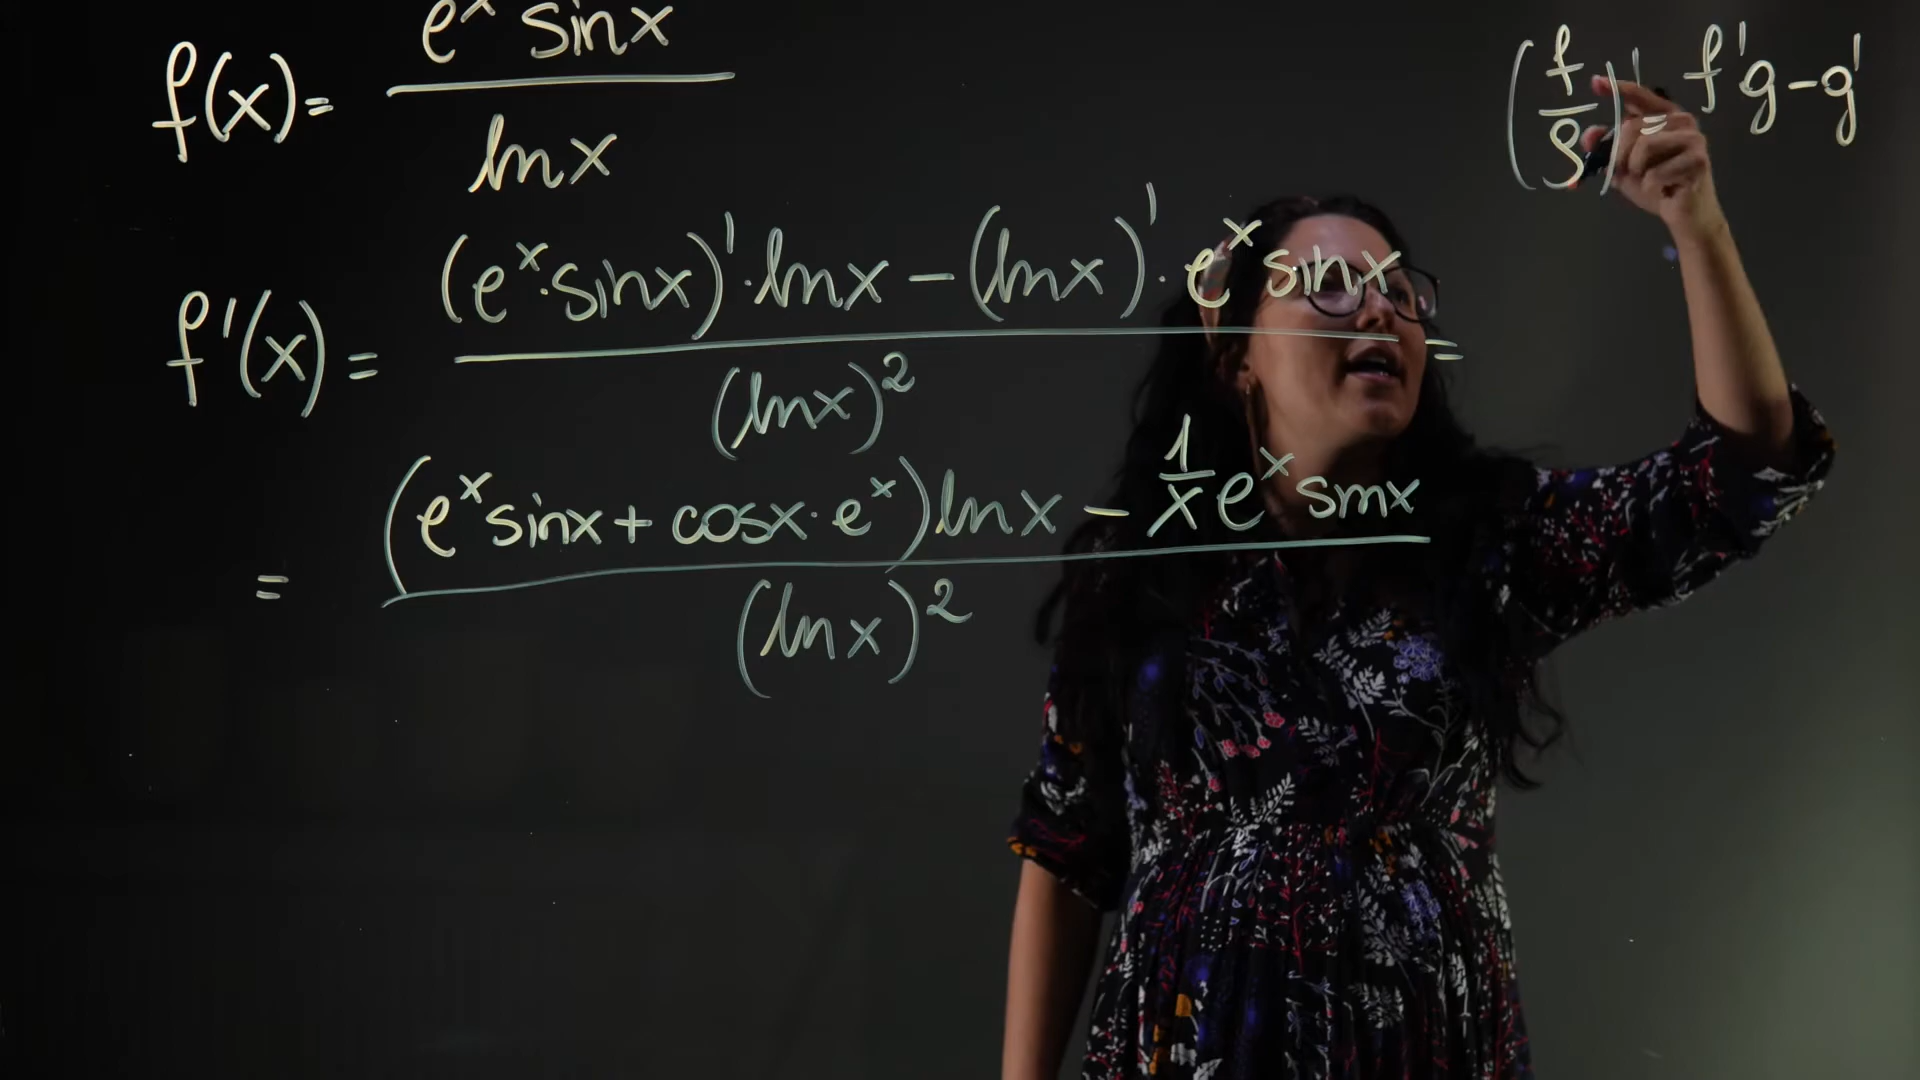 f(x) = e^x sinx / lnx
f'(x) = ((e^x·sinx)'·lnx − (lnx)'·e^x sinx) / (lnx)^2 =
= ((e^x sinx + cosx·e^x) lnx − 1/x e^x sinx) / (lnx)^2
(f/g)' = f'g − g'